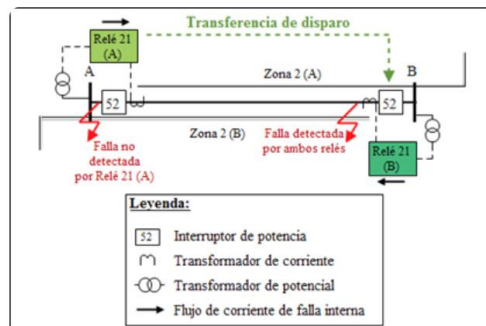 Transferencia de disparo
Relé 21
(A)
A
B
Zona 2 (A)
52
52
Zona 2 (B)
Falla no
detectada
por Relé 21 (A)
Falla detectada
por ambos relés
Relé 21
(B)
Leyenda:
52
Interruptor de potencia
Transformador de corriente
Transformador de potencial
Flujo de corriente de falla interna